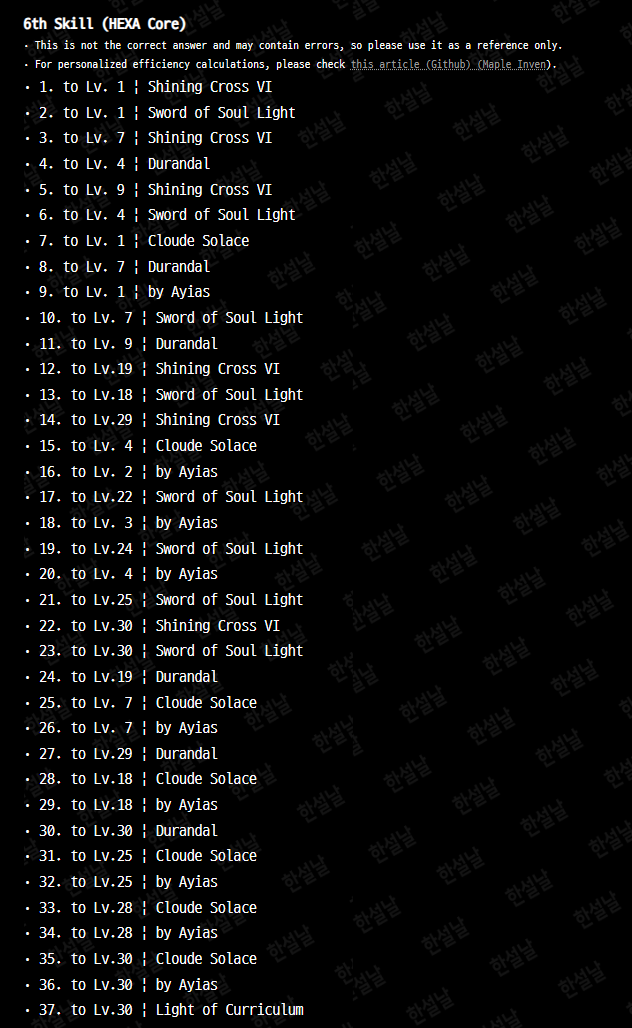 6th Skill (HEXA Core)
· This is not the correct answer and may contain errors, so please use it as a reference only.
· For personalized efficiency calculations, please check this article (Github) (Maple Inven).
· 1. to Lv. 1 ¦ Shining Cross VI
· 2. to Lv. 1 ¦ Sword of Soul Light
· 3. to Lv. 7 ¦ Shining Cross VI
· 4. to Lv. 4 ¦ Durandal
· 5. to Lv. 9 ¦ Shining Cross VI
· 6. to Lv. 4 ¦ Sword of Soul Light
· 7. to Lv. 1 ¦ Cloude Solace
· 8. to Lv. 7 ¦ Durandal
· 9. to Lv. 1 ¦ by Ayias
· 10. to Lv. 7 ¦ Sword of Soul Light
· 11. to Lv. 9 ¦ Durandal
· 12. to Lv.19 ¦ Shining Cross VI
· 13. to Lv.18 ¦ Sword of Soul Light
· 14. to Lv.29 ¦ Shining Cross VI
· 15. to Lv. 4 ¦ Cloude Solace
· 16. to Lv. 2 ¦ by Ayias
· 17. to Lv.22 ¦ Sword of Soul Light
· 18. to Lv. 3 ¦ by Ayias
· 19. to Lv.24 ¦ Sword of Soul Light
· 20. to Lv. 4 ¦ by Ayias
· 21. to Lv.25 ¦ Sword of Soul Light
· 22. to Lv.30 ¦ Shining Cross VI
· 23. to Lv.30 ¦ Sword of Soul Light
· 24. to Lv.19 ¦ Durandal
· 25. to Lv. 7 ¦ Cloude Solace
· 26. to Lv. 7 ¦ by Ayias
· 27. to Lv.29 ¦ Durandal
· 28. to Lv.18 ¦ Cloude Solace
· 29. to Lv.18 ¦ by Ayias
· 30. to Lv.30 ¦ Durandal
· 31. to Lv.25 ¦ Cloude Solace
· 32. to Lv.25 ¦ by Ayias
· 33. to Lv.28 ¦ Cloude Solace
· 34. to Lv.28 ¦ by Ayias
· 35. to Lv.30 ¦ Cloude Solace
· 36. to Lv.30 ¦ by Ayias
· 37. to Lv.30 ¦ Light of Curriculum
한설날